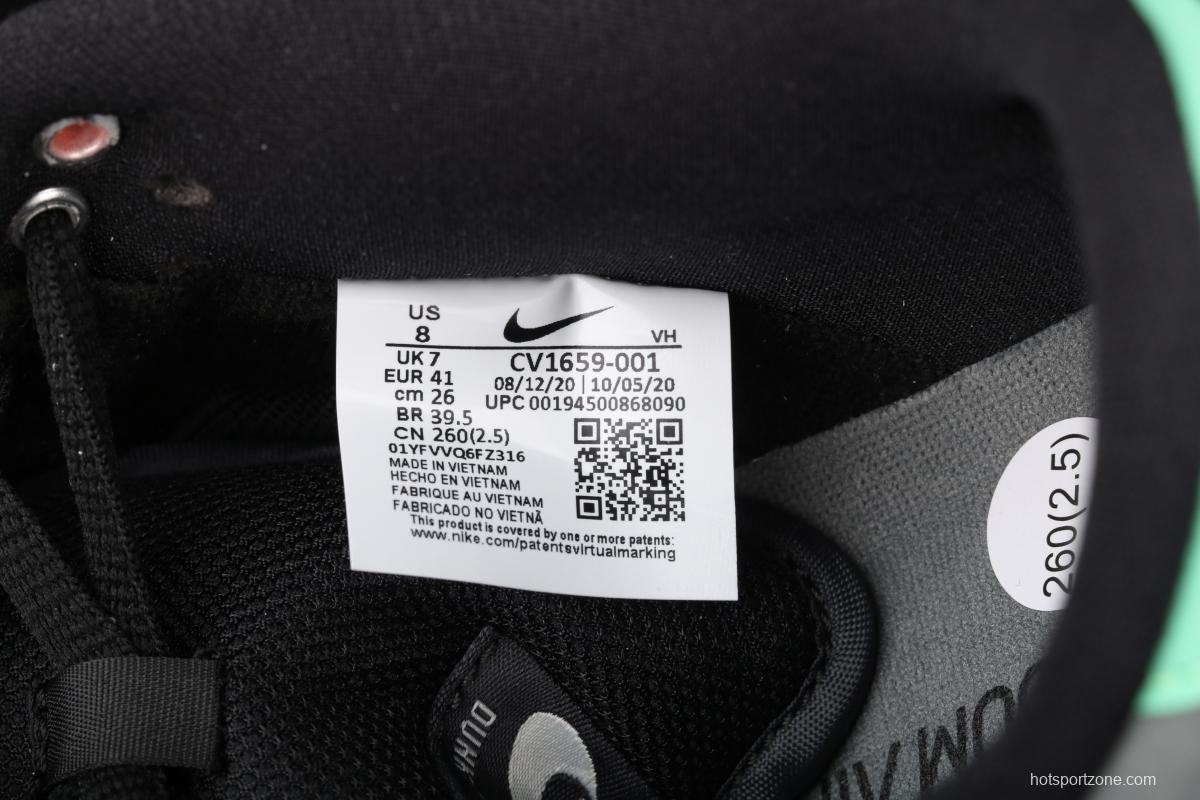 US
8
VH
UK 7
CV1659-001
EUR 41
08/12/20 | 10/05/20
cm 26
UPC 00194500868090
BR 39.5
CN 260(2.5)
01YFVVQ6FZ316
MADE IN VIETNAM
HECHO EN VIETNAM
FABRIQUE AU VIETNAM
FABRICADO NO VIETNÃ
This product is covered by one or more patents:
www.nike.com/patentsvirtualmarking
260(2.5)
DUNK
hotsportzone.com